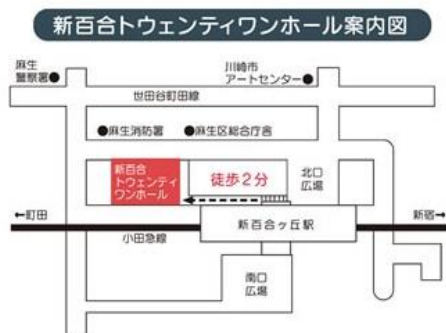 新百合トウェンティワンホール案内図
麻生
警察署●
川崎市
アートセンター●
世田谷町田線
●麻生消防署
●麻生区総合庁舎
新百合
トウェンティ
ワンホール
徒歩2分
北口
広場
←町田
新宿→
新百合ヶ丘駅
小田急線
南口
広場